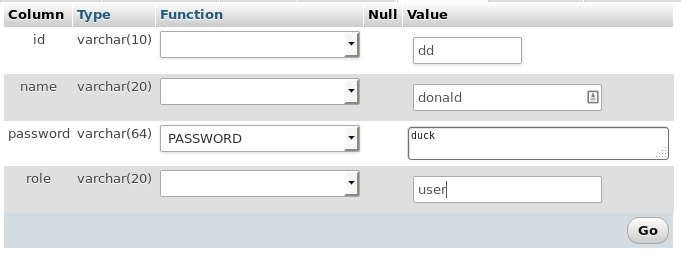 Column Type Function Null Value
id varchar(10) dd
name varchar(20) donald
password varchar(64) PASSWORD duck
role varchar(20) user
Go